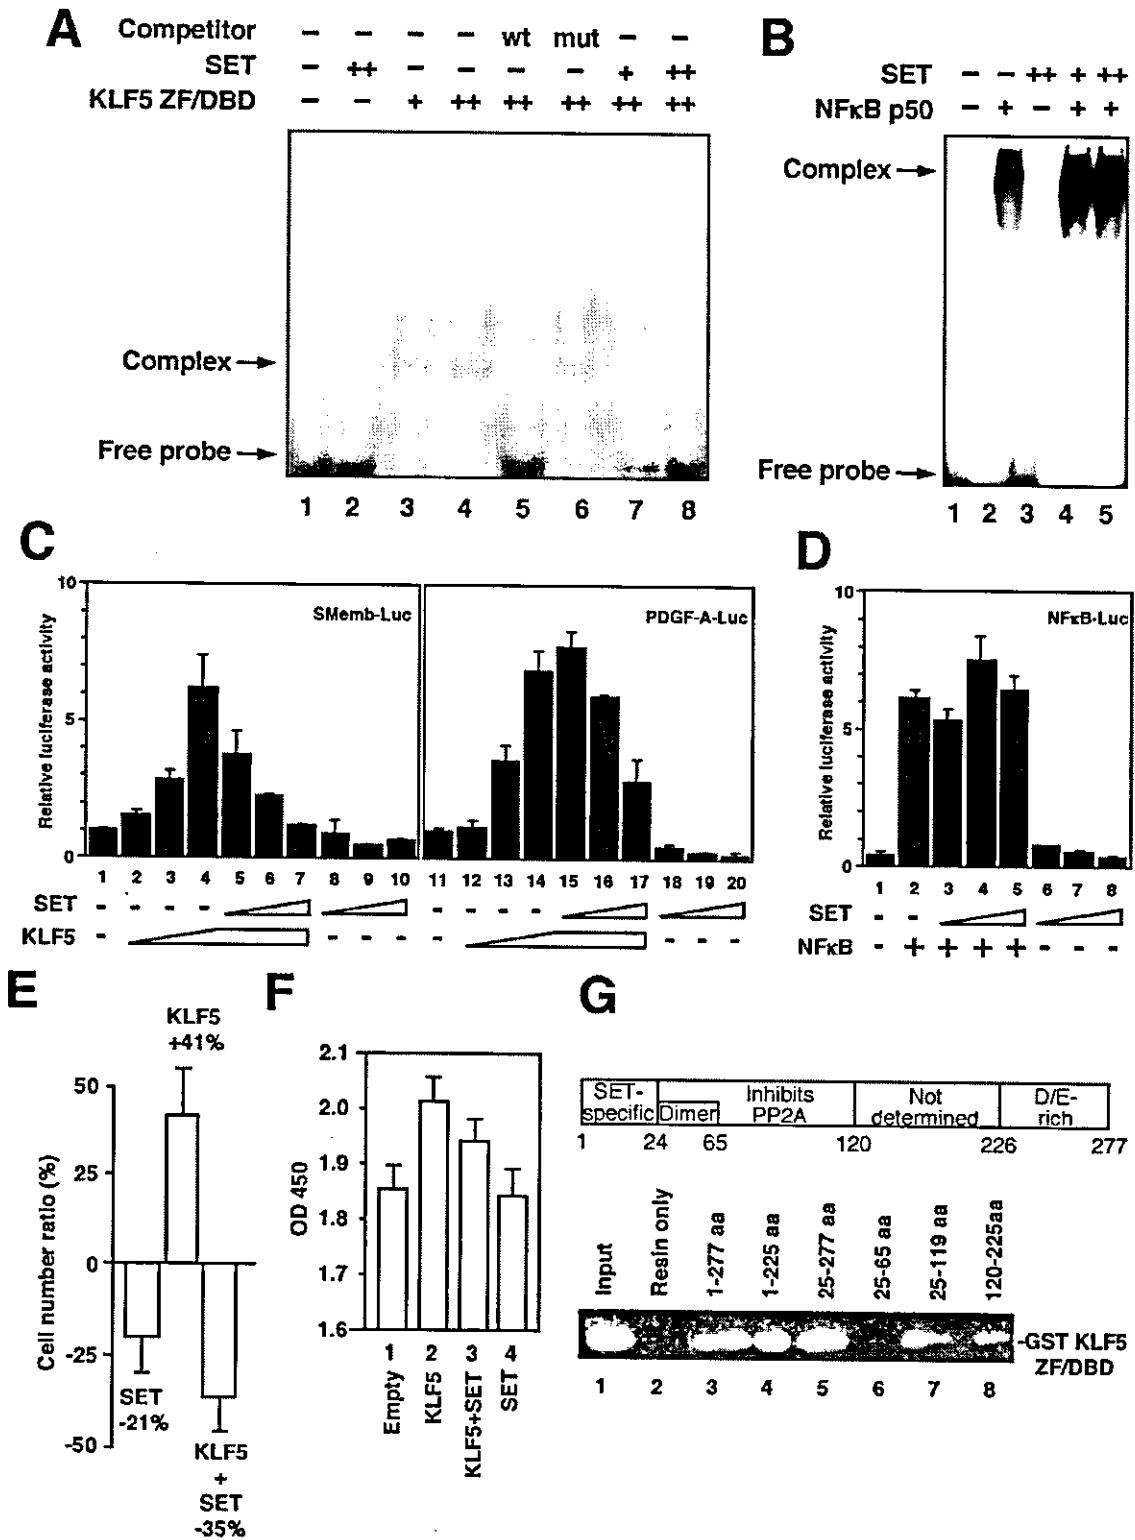 A
Competitor - - - - wt mut - -
SET - ++ - - - - + ++
KLF5 ZF/DBD - - + ++ ++ ++ ++ ++
Complex →
Free probe →
1 2 3 4 5 6 7 8
B
SET - - ++ + ++
NFκB p50 - + - + +
Complex →
Free probe →
1 2 3 4 5
C
Relative luciferase activity
10
5
0
SMemb-Luc
PDGF-A-Luc
1 2 3 4 5 6 7 8 9 10 11 12 13 14 15 16 17 18 19 20
SET - - - - - - - -
KLF5 - - - - - - - -
D
Relative luciferase activity
10
5
0
NFκB-Luc
1 2 3 4 5 6 7 8
SET - -
NFκB - + + + + - - -
E
Cell number ratio (%)
50
25
0
-25
-50
KLF5
+41%
SET
-21%
KLF5
+
SET
-35%
F
OD 450
2.1
2.0
1.9
1.8
1.7
1.6
1 2 3 4
Empty
KLF5
KLF5+SET
SET
G
SET-
specific
Dimer
Inhibits
PP2A
Not
determined
D/E-
rich
1 24 65 120 226 277
Input
Resin only
1-277 aa
1-225 aa
25-277 aa
25-65 aa
25-119 aa
120-225aa
-GST KLF5
ZF/DBD
1 2 3 4 5 6 7 8